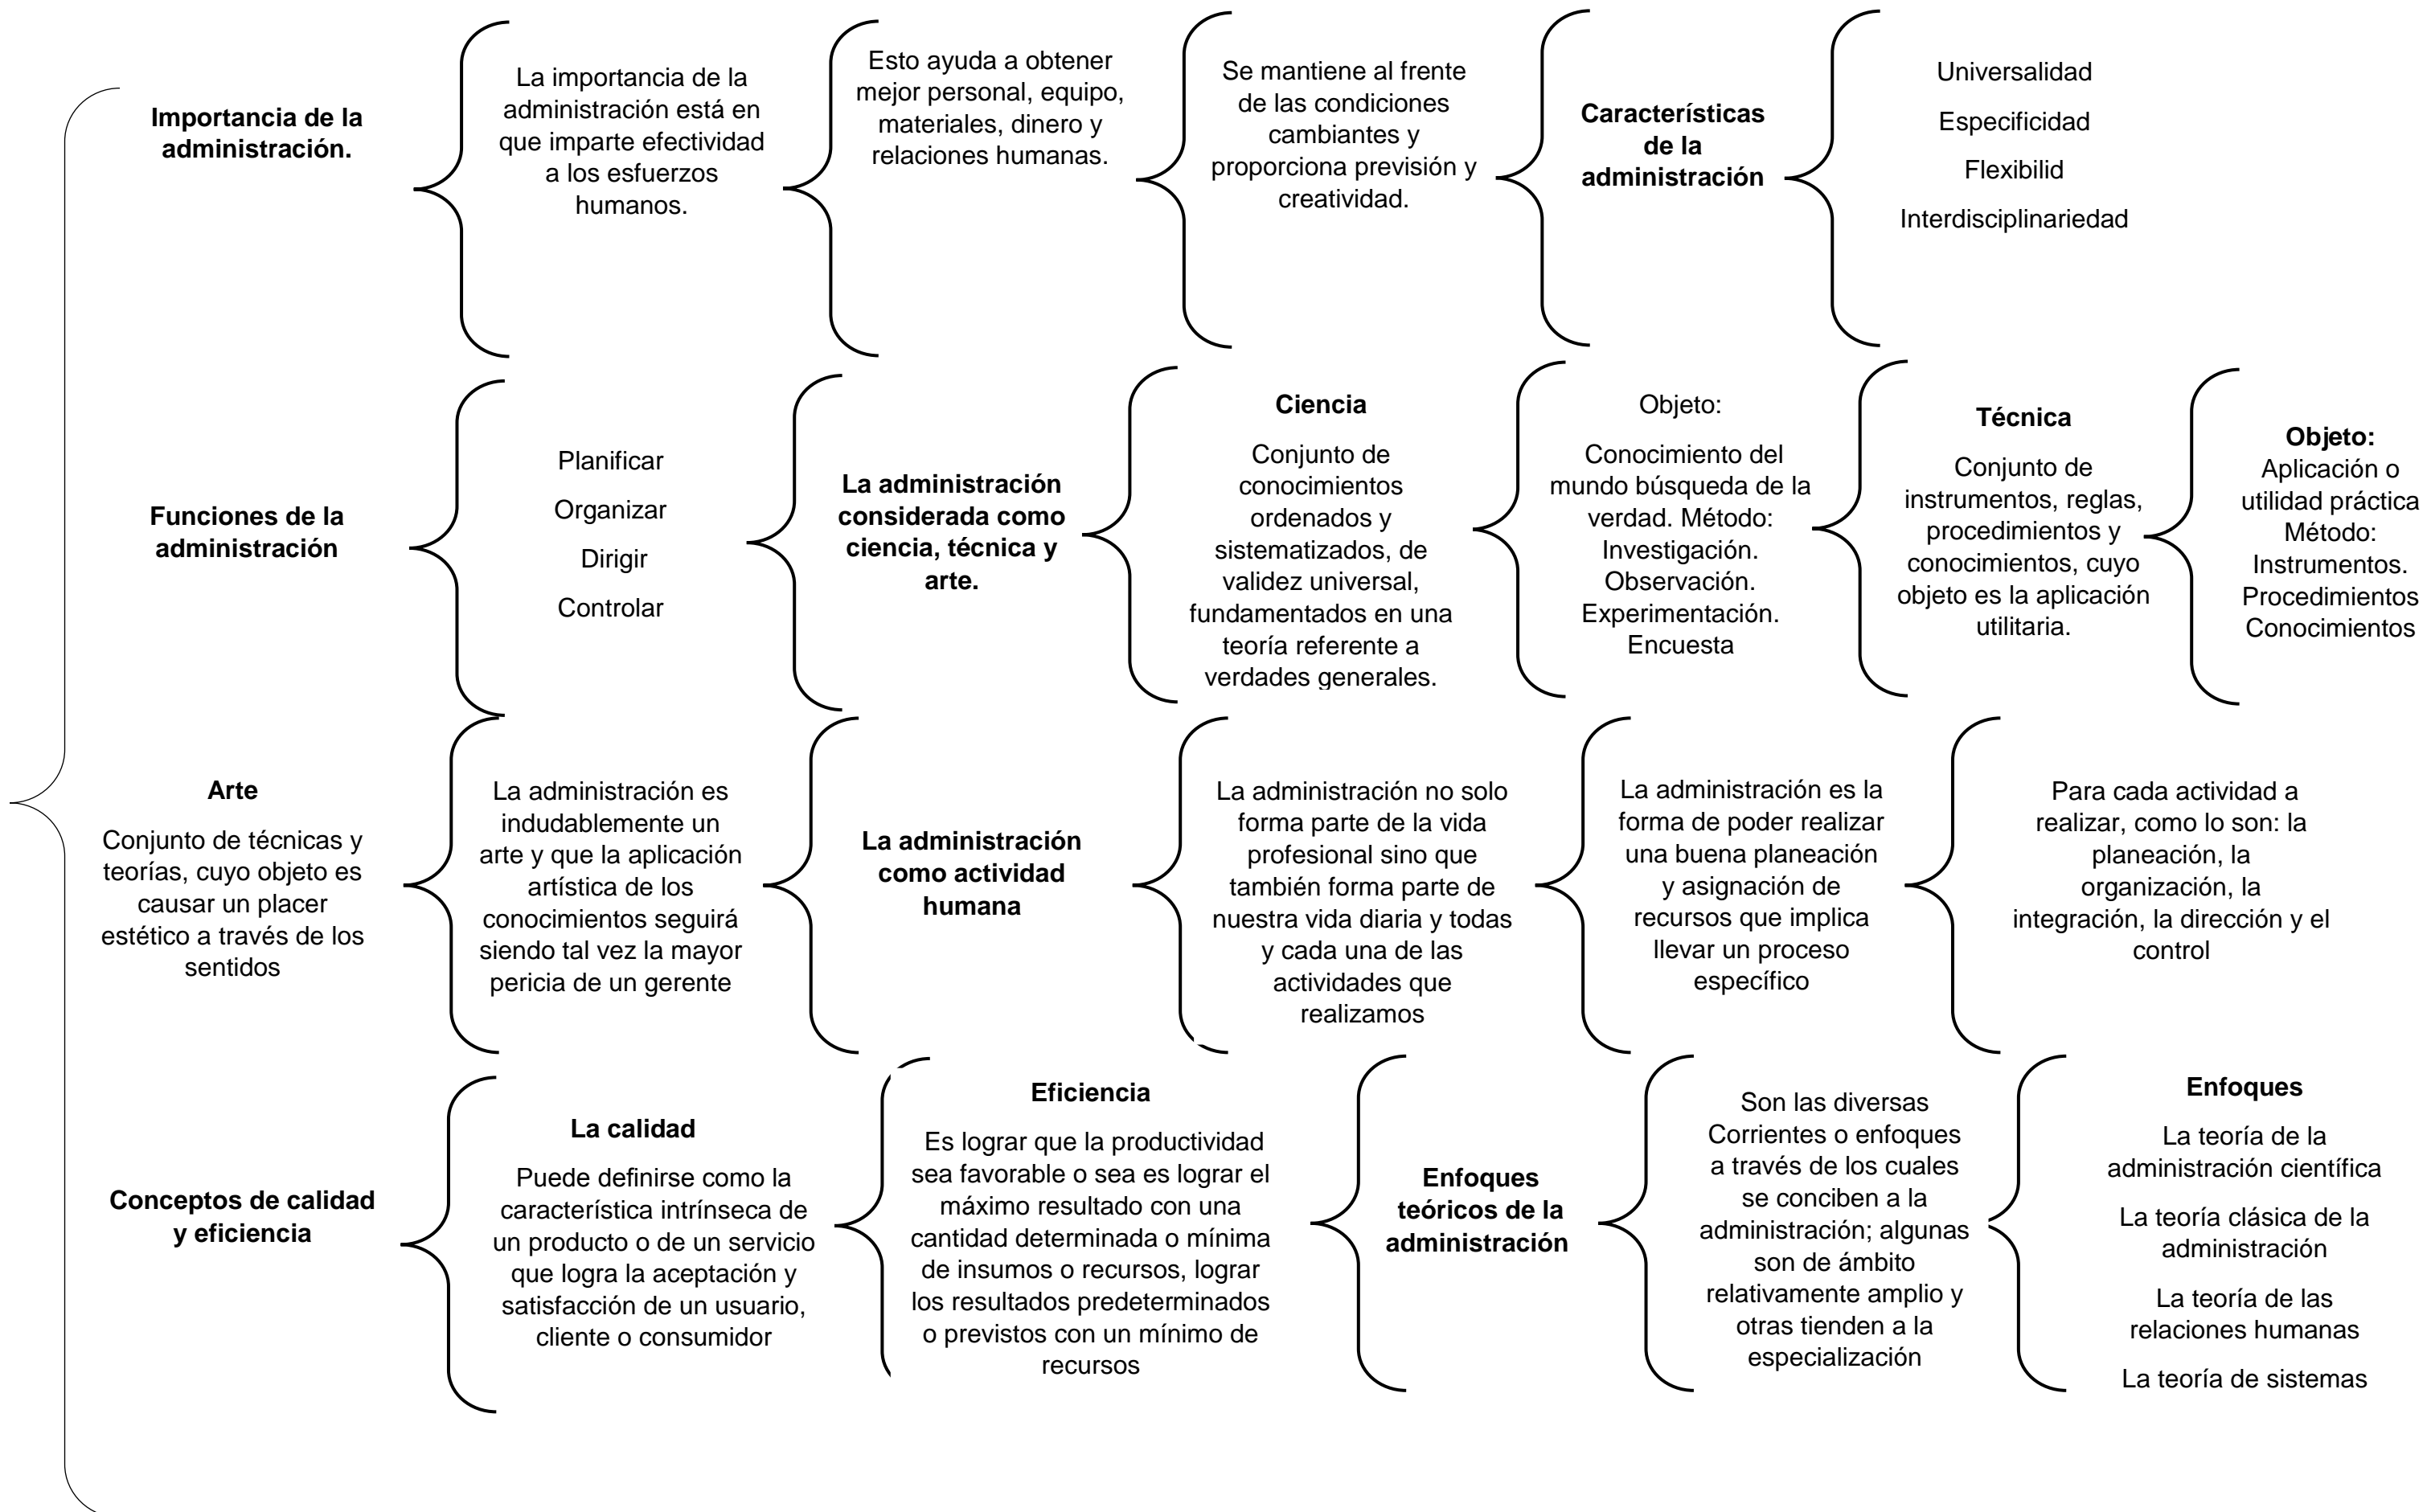 Importancia de la
administración.
La importancia de la
administración está en
que imparte efectividad
a los esfuerzos
humanos.
Esto ayuda a obtener
mejor personal, equipo,
materiales, dinero y
relaciones humanas.
Se mantiene al frente
de las condiciones
cambiantes y
proporciona previsión y
creatividad.
Características
de la
administración
Universalidad
Especificidad
Flexibilid
Interdisciplinariedad
Funciones de la
administración
Planificar
Organizar
Dirigir
Controlar
La administración
considerada como
ciencia, técnica y
arte.
Ciencia
Conjunto de
conocimientos
ordenados y
sistematizados, de
validez universal,
fundamentados en una
teoría referente a
verdades generales.
Objeto:
Conocimiento del
mundo búsqueda de la
verdad. Método:
Investigación.
Observación.
Experimentación.
Encuesta
Técnica
Conjunto de
instrumentos, reglas,
procedimientos y
conocimientos, cuyo
objeto es la aplicación
utilitaria.
Objeto:
Aplicación o
utilidad práctica
Método:
Instrumentos.
Procedimientos
Conocimientos
Arte
Conjunto de técnicas y
teorías, cuyo objeto es
causar un placer
estético a través de los
sentidos
La administración es
indudablemente un
arte y que la aplicación
artística de los
conocimientos seguirá
siendo tal vez la mayor
pericia de un gerente
La administración
como actividad
humana
La administración no solo
forma parte de la vida
profesional sino que
también forma parte de
nuestra vida diaria y todas
y cada una de las
actividades que
realizamos
La administración es la
forma de poder realizar
una buena planeación
y asignación de
recursos que implica
llevar un proceso
específico
Para cada actividad a
realizar, como lo son: la
planeación, la
organización, la
integración, la dirección y el
control
Conceptos de calidad
y eficiencia
La calidad
Puede definirse como la
característica intrínseca de
un producto o de un servicio
que logra la aceptación y
satisfacción de un usuario,
cliente o consumidor
Eficiencia
Es lograr que la productividad
sea favorable o sea es lograr el
máximo resultado con una
cantidad determinada o mínima
de insumos o recursos, lograr
los resultados predeterminados
o previstos con un mínimo de
recursos
Enfoques
teóricos de la
administración
Son las diversas
Corrientes o enfoques
a través de los cuales
se conciben a la
administración; algunas
son de ámbito
relativamente amplio y
otras tienden a la
especialización
Enfoques
La teoría de la
administración científica
La teoría clásica de la
administración
La teoría de las
relaciones humanas
La teoría de sistemas